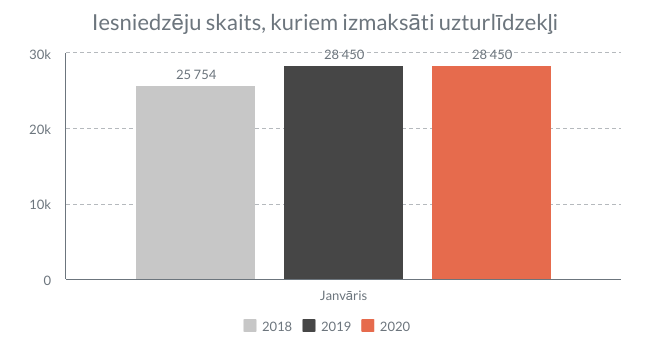 Iesniedzēju skaits, kuriem izmaksāti uzturlīdzekļi
30k
20k
10k
0
25 754
28 450
28 450
Janvāris
2018
2019
2020